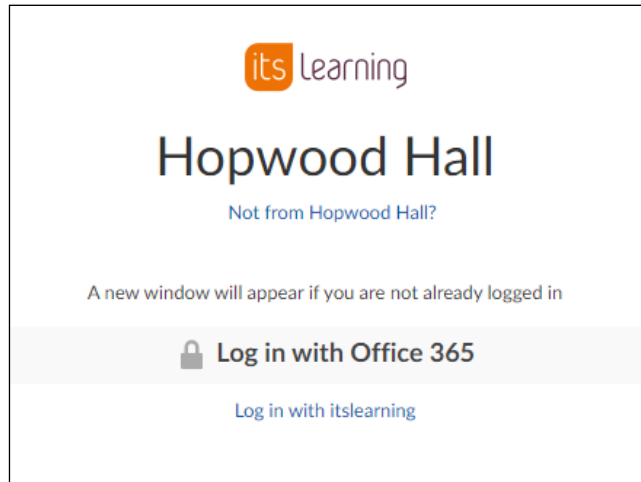 its Learning
Hopwood Hall
Not from Hopwood Hall?
A new window will appear if you are not already logged in
Log in with Office 365
Log in with itslearning